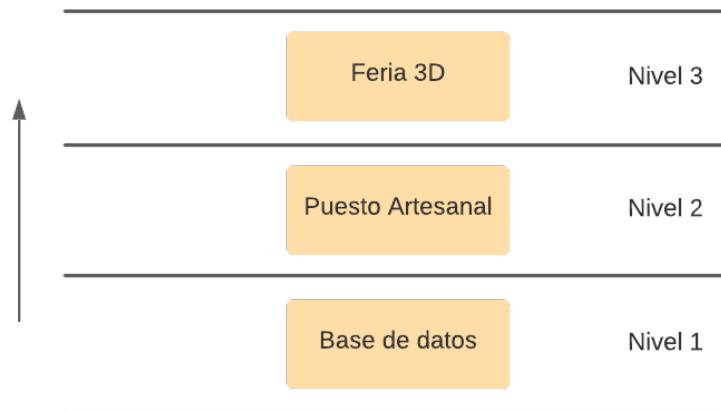 Feria 3D
Nivel 3
Puesto Artesanal
Nivel 2
Base de datos
Nivel 1